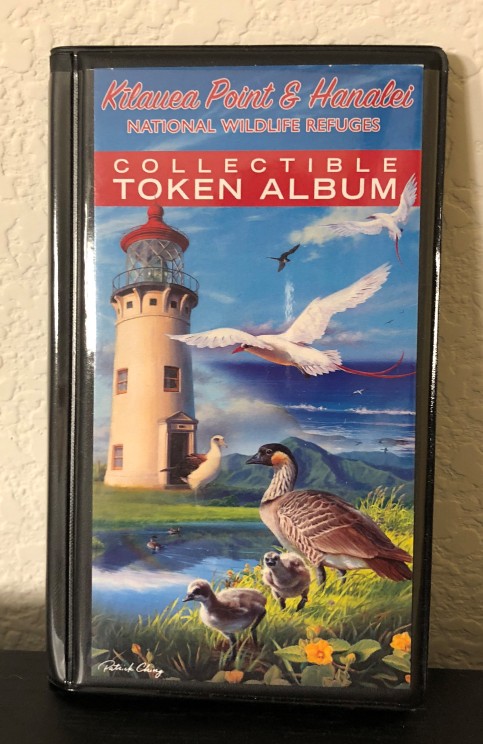 Kilauea Point & Hanalei
NATIONAL WILDLIFE REFUGES
COLLECTIBLE
TOKEN ALBUM
Patrick Ching